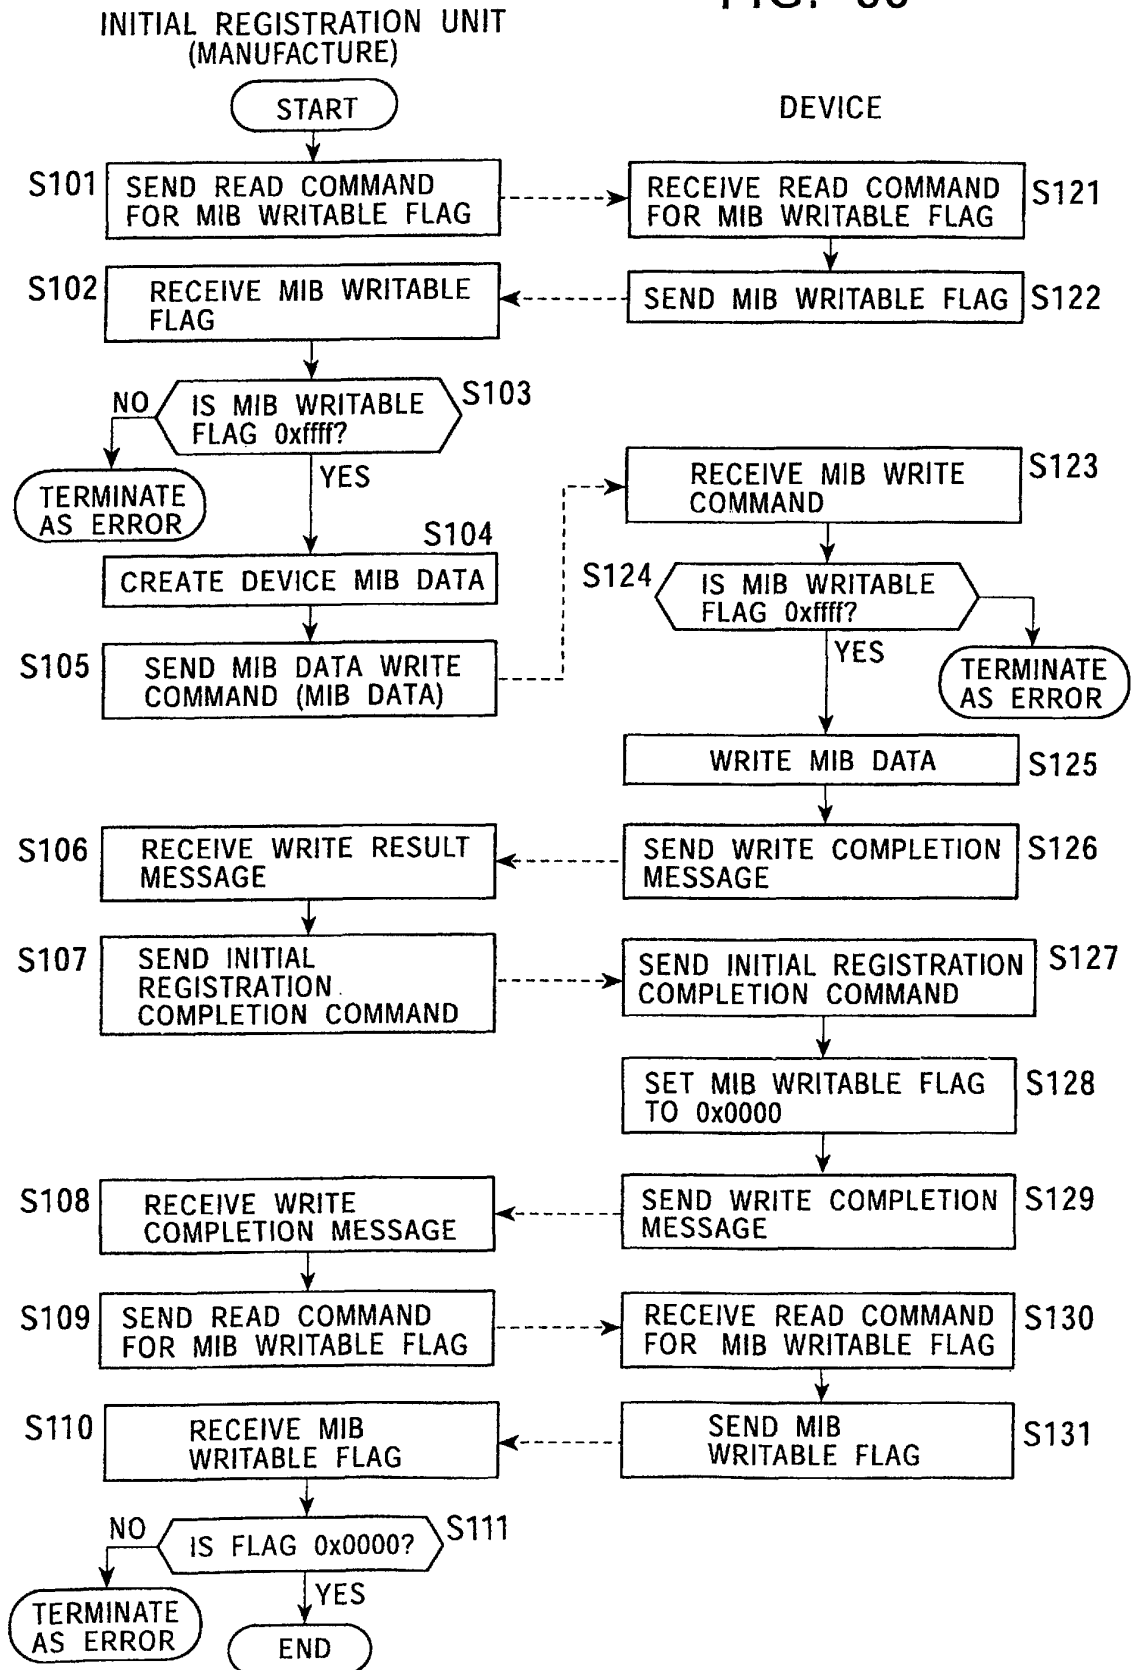 INITIAL REGISTRATION UNIT
(MANUFACTURE)
START
DEVICE
S101
SEND READ COMMAND
FOR MIB WRITABLE FLAG
RECEIVE READ COMMAND
FOR MIB WRITABLE FLAG
S121
S102
RECEIVE MIB WRITABLE
FLAG
SEND MIB WRITABLE FLAG
S122
S103
NO
IS MIB WRITABLE
FLAG 0xffff?
YES
TERMINATE
AS ERROR
RECEIVE MIB WRITE
COMMAND
S123
S104
CREATE DEVICE MIB DATA
S124
IS MIB WRITABLE
FLAG 0xffff?
YES
TERMINATE
AS ERROR
S105
SEND MIB DATA WRITE
COMMAND (MIB DATA)
WRITE MIB DATA
S125
S106
RECEIVE WRITE RESULT
MESSAGE
SEND WRITE COMPLETION
MESSAGE
S126
S107
SEND INITIAL
REGISTRATION
COMPLETION COMMAND
SEND INITIAL REGISTRATION
COMPLETION COMMAND
S127
SET MIB WRITABLE FLAG
TO 0x0000
S128
S108
RECEIVE WRITE
COMPLETION MESSAGE
SEND WRITE COMPLETION
MESSAGE
S129
S109
SEND READ COMMAND
FOR MIB WRITABLE FLAG
RECEIVE READ COMMAND
FOR MIB WRITABLE FLAG
S130
S110
RECEIVE MIB
WRITABLE FLAG
SEND MIB
WRITABLE FLAG
S131
NO
IS FLAG 0x0000?
S111
YES
TERMINATE
AS ERROR
END